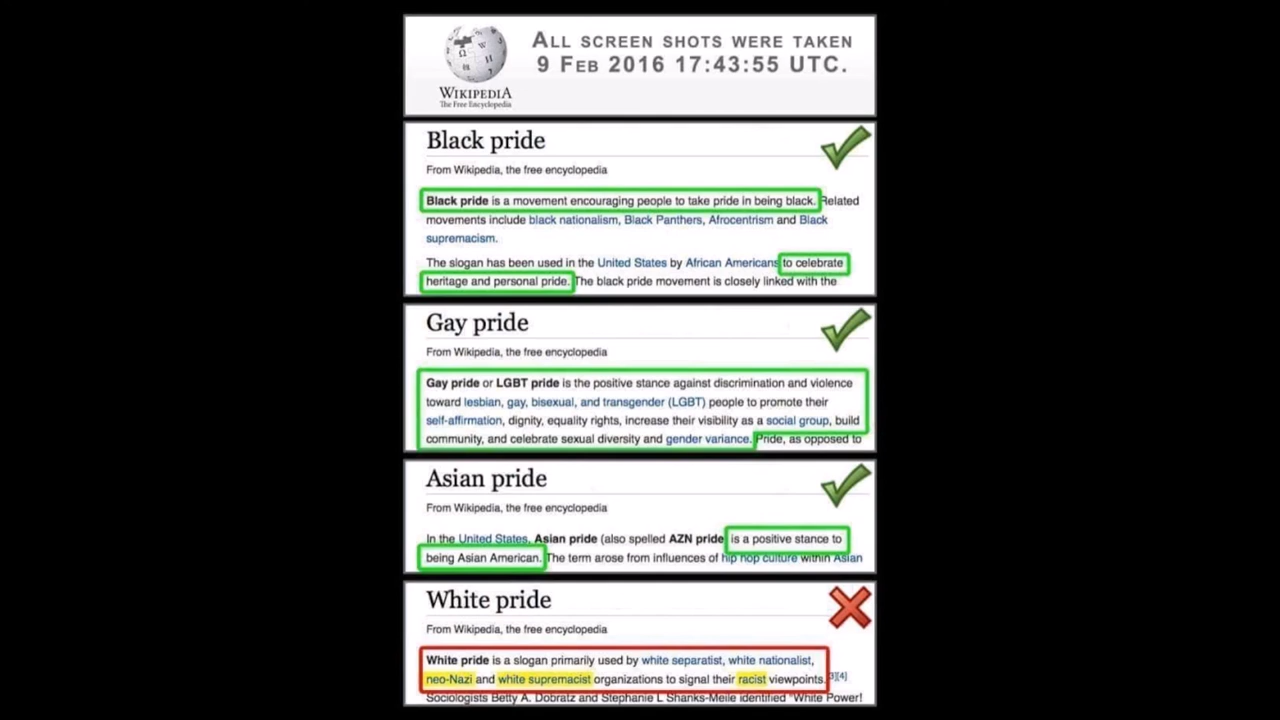 ALL SCREEN SHOTS WERE TAKEN
9 FEB 2016 17:43:55 UTC.
WIKIPEDIA
The Free Encyclopedia
Black pride
From Wikipedia, the free encyclopedia
Black pride is a movement encouraging people to take pride in being black. Related
movements include black nationalism, Black Panthers, Afrocentrism and Black
supremacism.
The slogan has been used in the United States by African Americans to celebrate
heritage and personal pride. The black pride movement is closely linked with the
Gay pride
From Wikipedia, the free encyclopedia
Gay pride or LGBT pride is the positive stance against discrimination and violence
toward lesbian, gay, bisexual, and transgender (LGBT) people to promote their
self-affirmation, dignity, equality rights, increase their visibility as a social group, build
community, and celebrate sexual diversity and gender variance. Pride, as opposed to
Asian pride
From Wikipedia, the free encyclopedia
In the United States, Asian pride (also spelled AZN pride is a positive stance to
being Asian American. The term arose from influences of hip hop culture within Asian
White pride
From Wikipedia, the free encyclopedia
White pride is a slogan primarily used by white separatist, white nationalist,
neo-Nazi and white supremacist organizations to signal their racist viewpoints.[3][4]
Sociologists Betty A. Dobratz and Stephanie L Shanks-Meile identified "White Power!